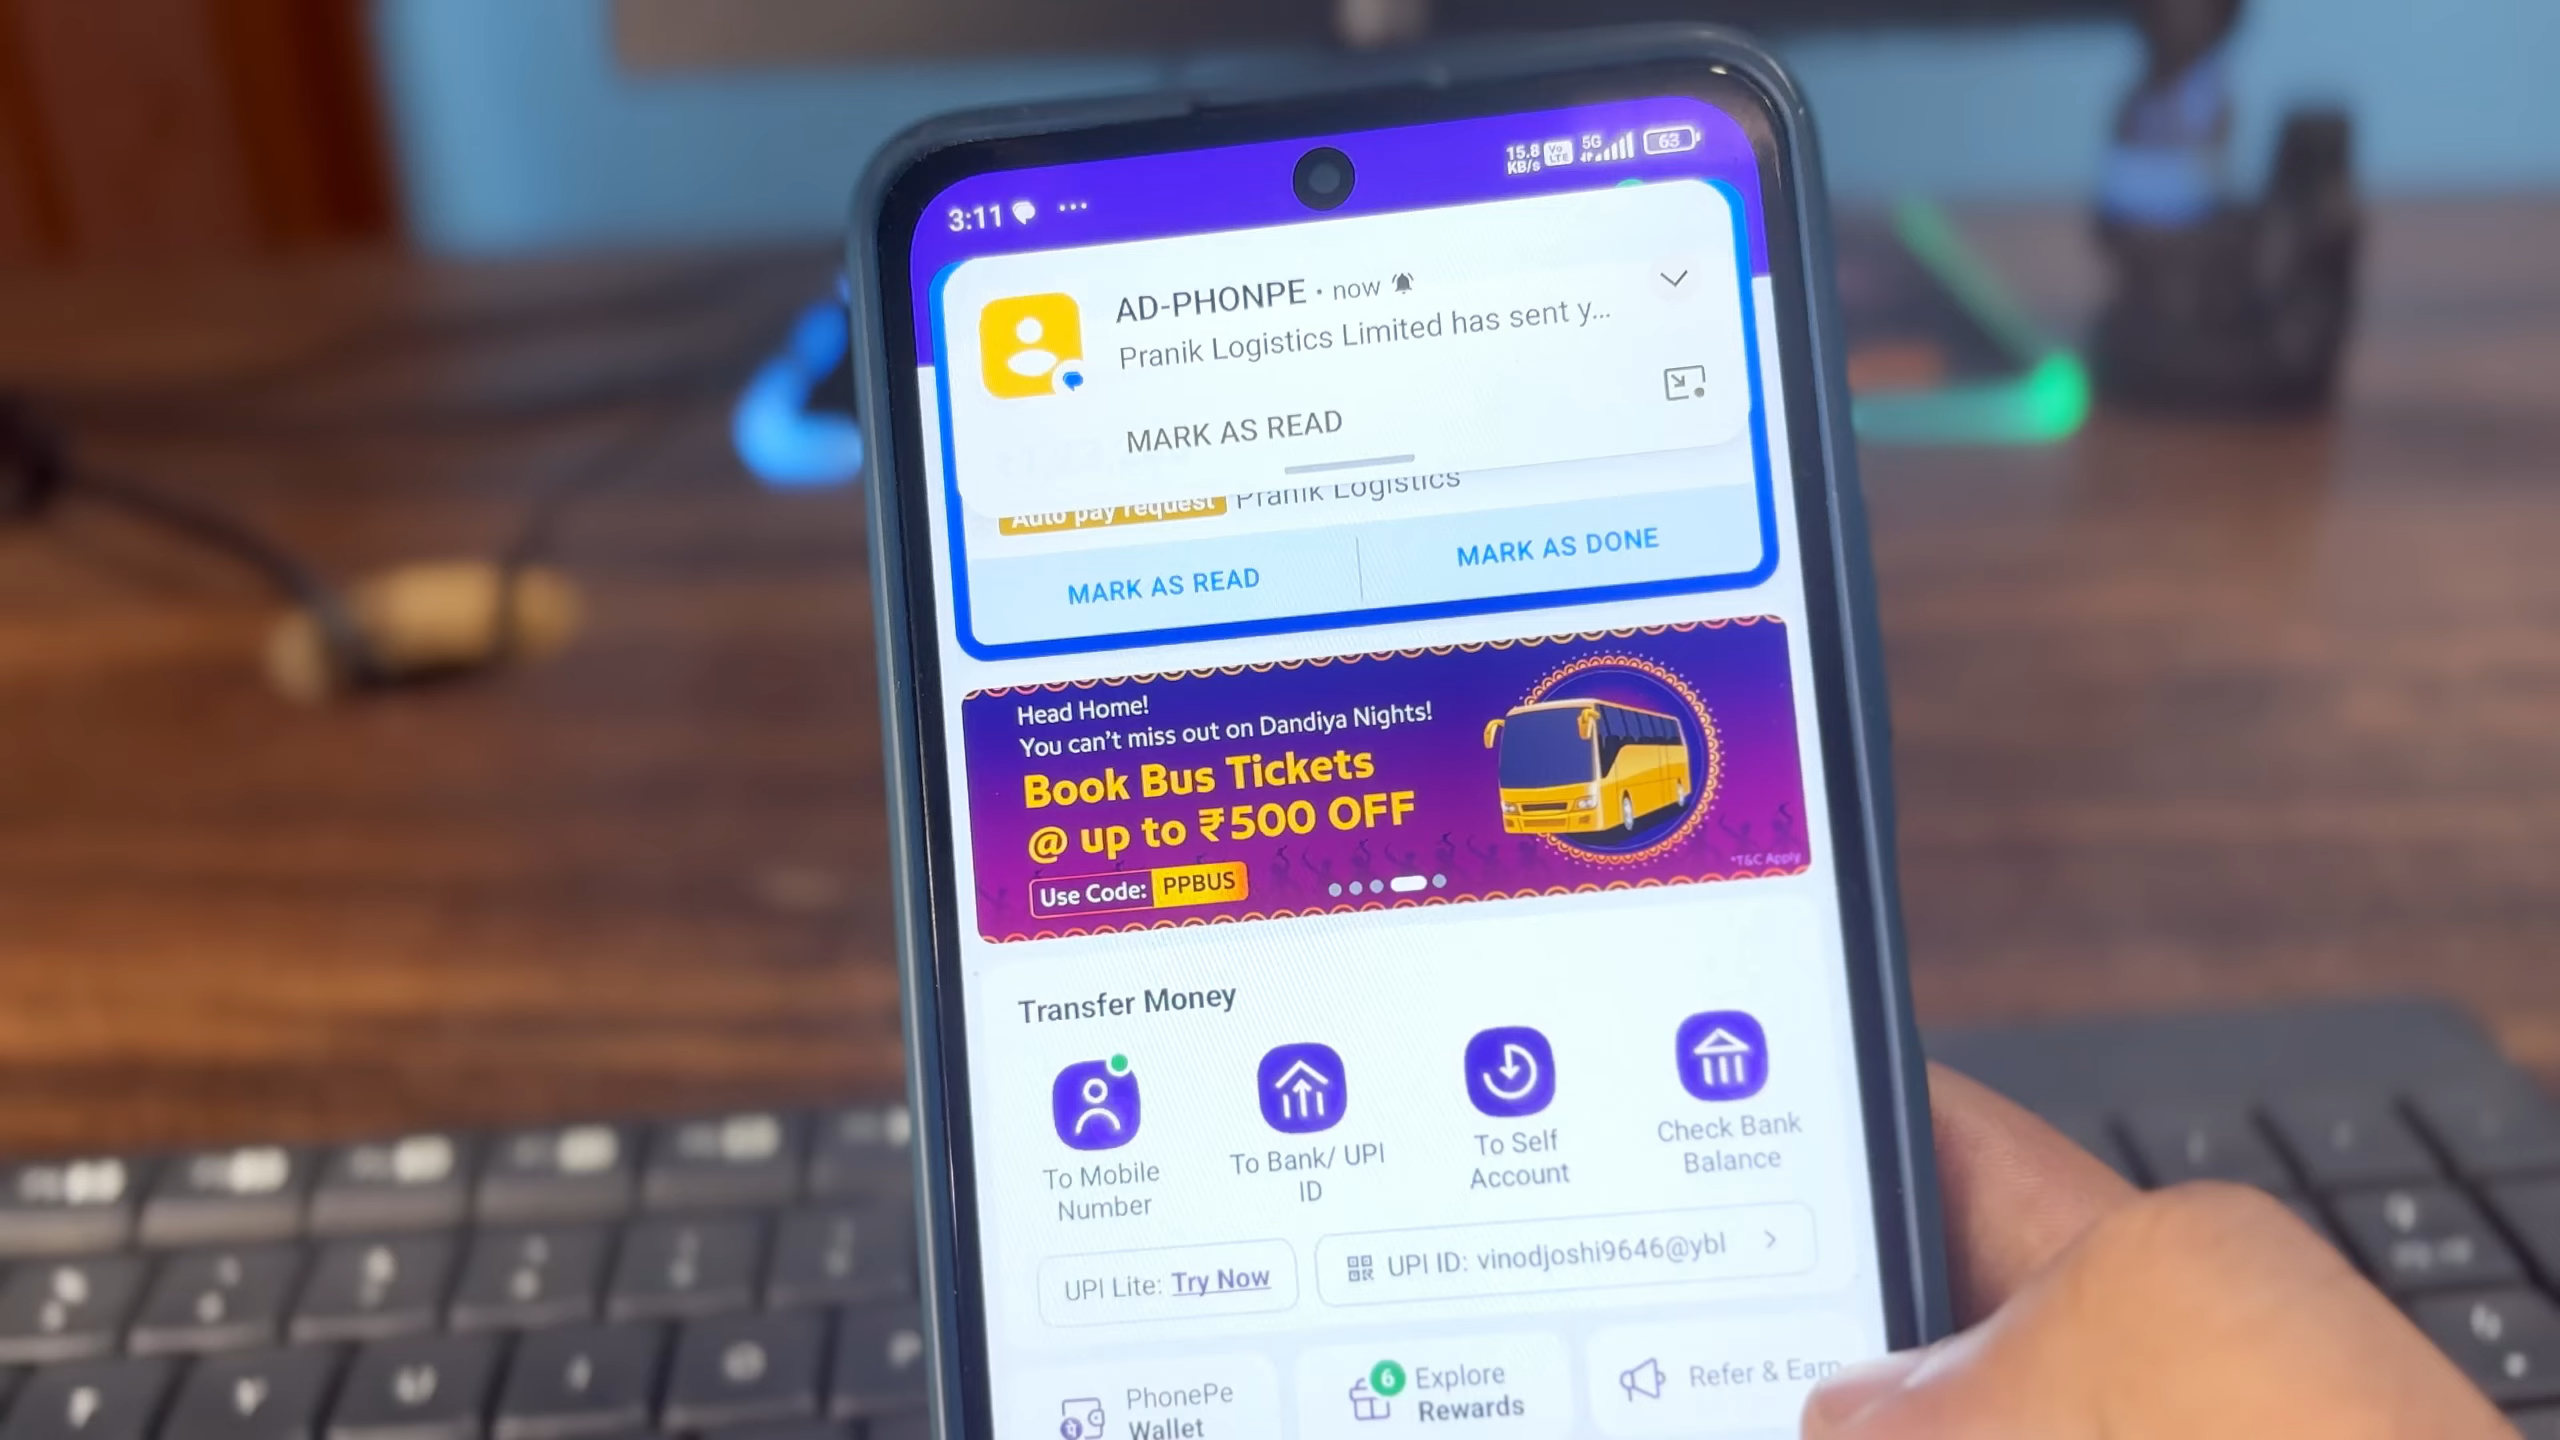 3:11 ...
15.8 KB/s Vo LTE 5G 63
AD-PHONPE • now
Pranik Logistics Limited has sent y...
MARK AS READ
Auto pay request Pranik Logistics
MARK AS READ
MARK AS DONE
Head Home!
You can't miss out on Dandiya Nights!
Book Bus Tickets
@ up to ₹500 OFF
Use Code: PPBUS
*T&C Apply
Transfer Money
To Mobile
Number
To Bank/ UPI
ID
To Self
Account
Check Bank
Balance
UPI Lite: Try Now
UPI ID: vinodjoshi9646@ybl
PhonePe
Wallet
6
Explore
Rewards
Refer & Earn